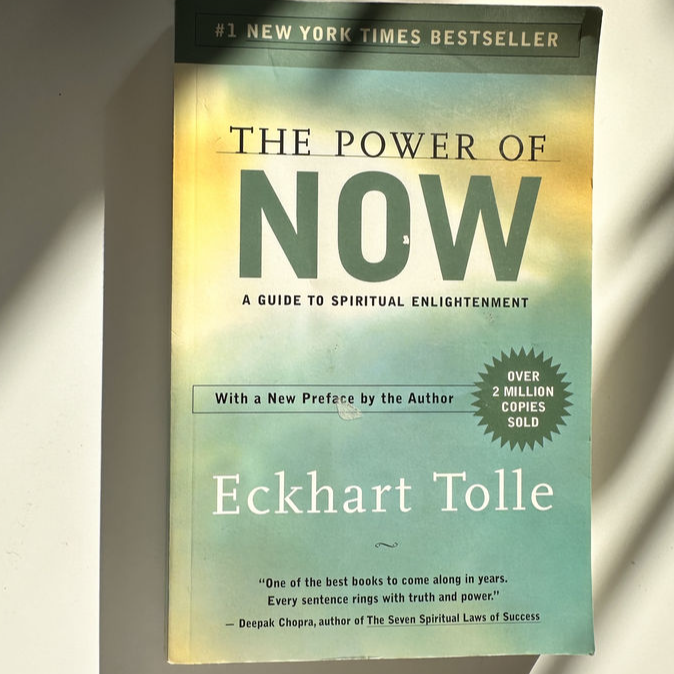 #1 NEW YORK TIMES BESTSELLER
THE POWER OF
NOW
A GUIDE TO SPIRITUAL ENLIGHTENMENT
With a New Preface by the Author
OVER
2 MILLION
COPIES
SOLD
Eckhart Tolle
“One of the best books to come along in years.
Every sentence rings with truth and power.”
— Deepak Chopra, author of The Seven Spiritual Laws of Success